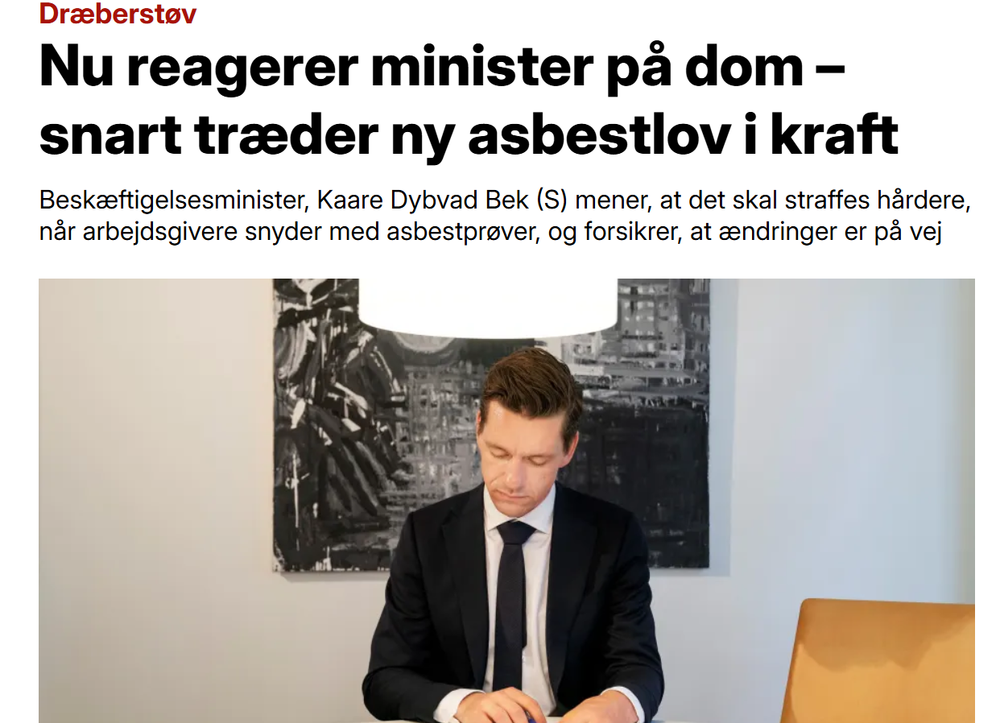 Dræberstøv
Nu reagerer minister på dom –
snart træder ny asbestlov i kraft
Beskæftigelsesminister, Kaare Dybvad Bek (S) mener, at det skal straffes hårdere,
når arbejdsgivere snyder med asbestprøver, og forsikrer, at ændringer er på vej